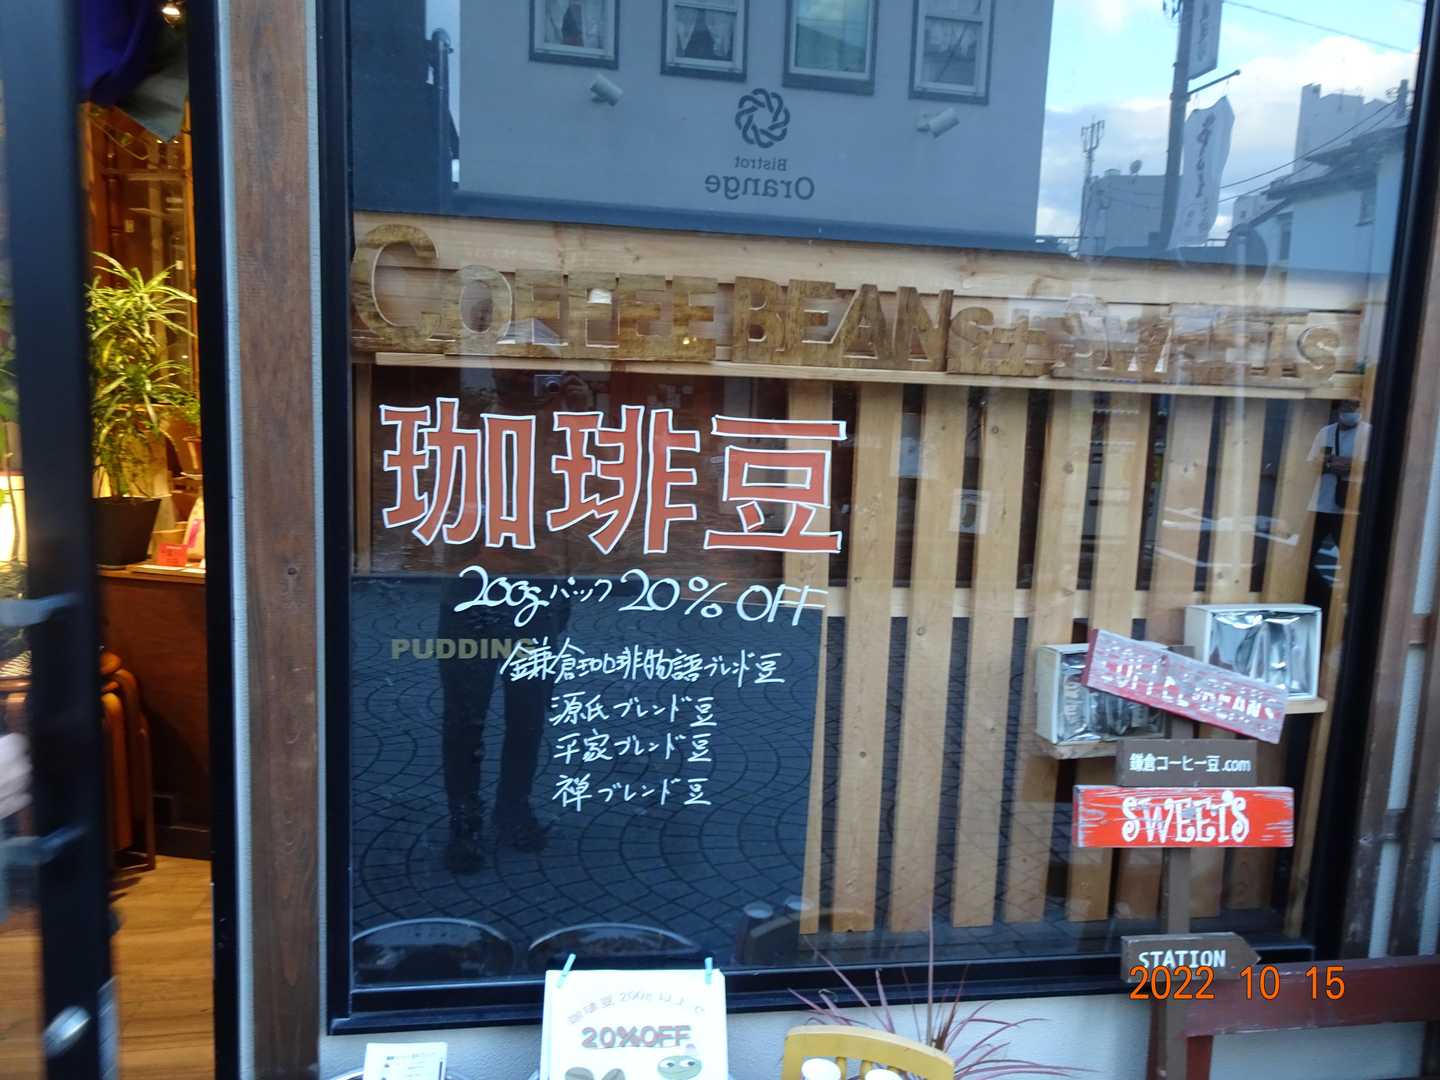 Bistrot
Orange
COFFEE BEANS & SWEETS
珈琲豆
200gパック 20% OFF
PUDDING
鎌倉珈琲物語ブレンド豆
源氏ブレンド豆
平家ブレンド豆
禅ブレンド豆
COFFEE BEANS
鎌倉コーヒー豆.com
SWEETS
STATION
2022 10 15
20%OFF